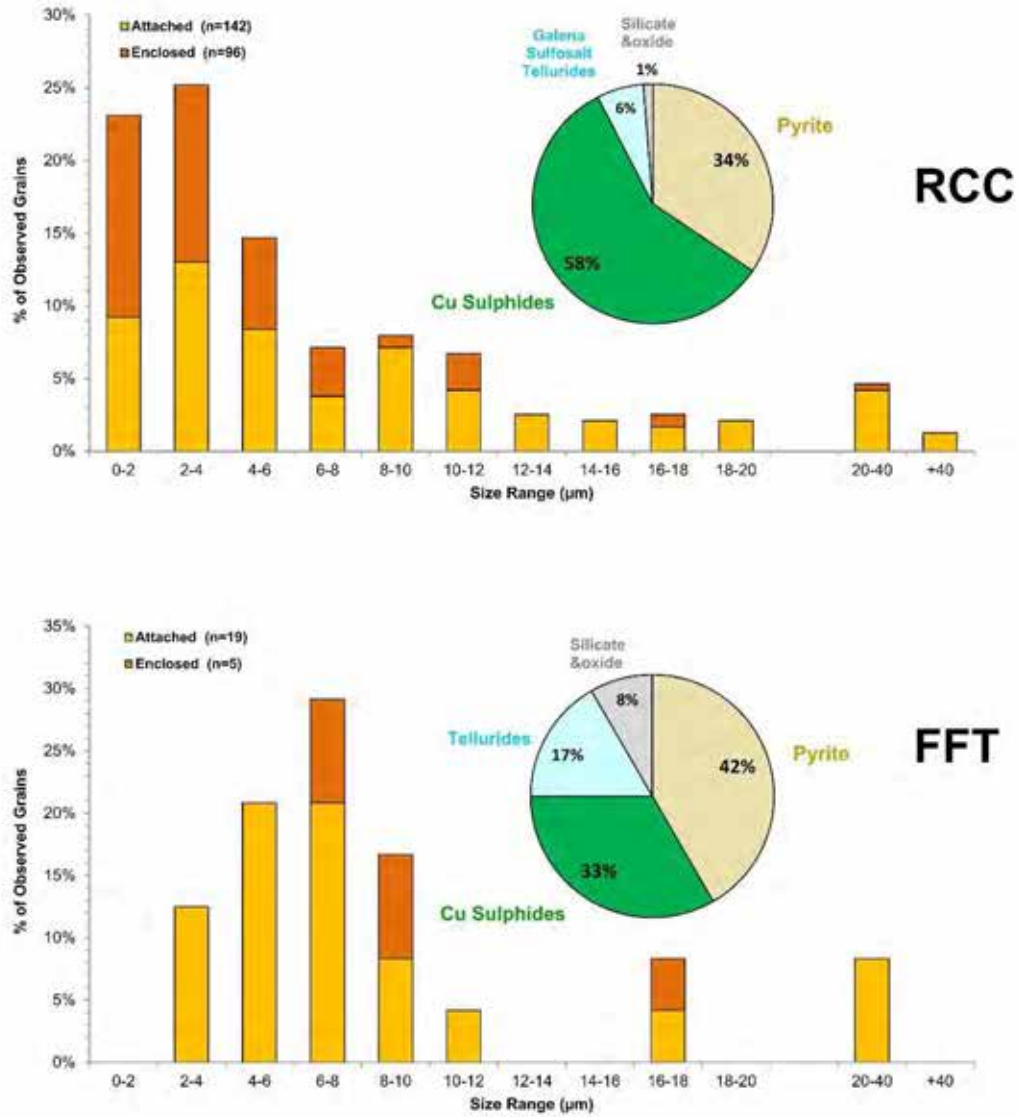 30%
25%
20%
15%
10%
5%
0%
% of Observed Grains
Attached (n=142)
Enclosed (n=96)
Galena
Sulfosalt
Tellurides
Silicate
&oxide
1%
6%
Pyrite
34%
58%
Cu Sulphides
RCC
0-2 2-4 4-6 6-8 8-10 10-12 12-14 14-16 16-18 18-20 20-40 +40
Size Range (µm)
35%
30%
25%
20%
15%
10%
5%
0%
% of Observed Grains
Attached (n=19)
Enclosed (n=5)
Silicate
&oxide
8%
Tellurides
17%
42%
Pyrite
33%
Cu Sulphides
FFT
0-2 2-4 4-6 6-8 8-10 10-12 12-14 14-16 16-18 18-20 20-40 +40
Size Range (µm)